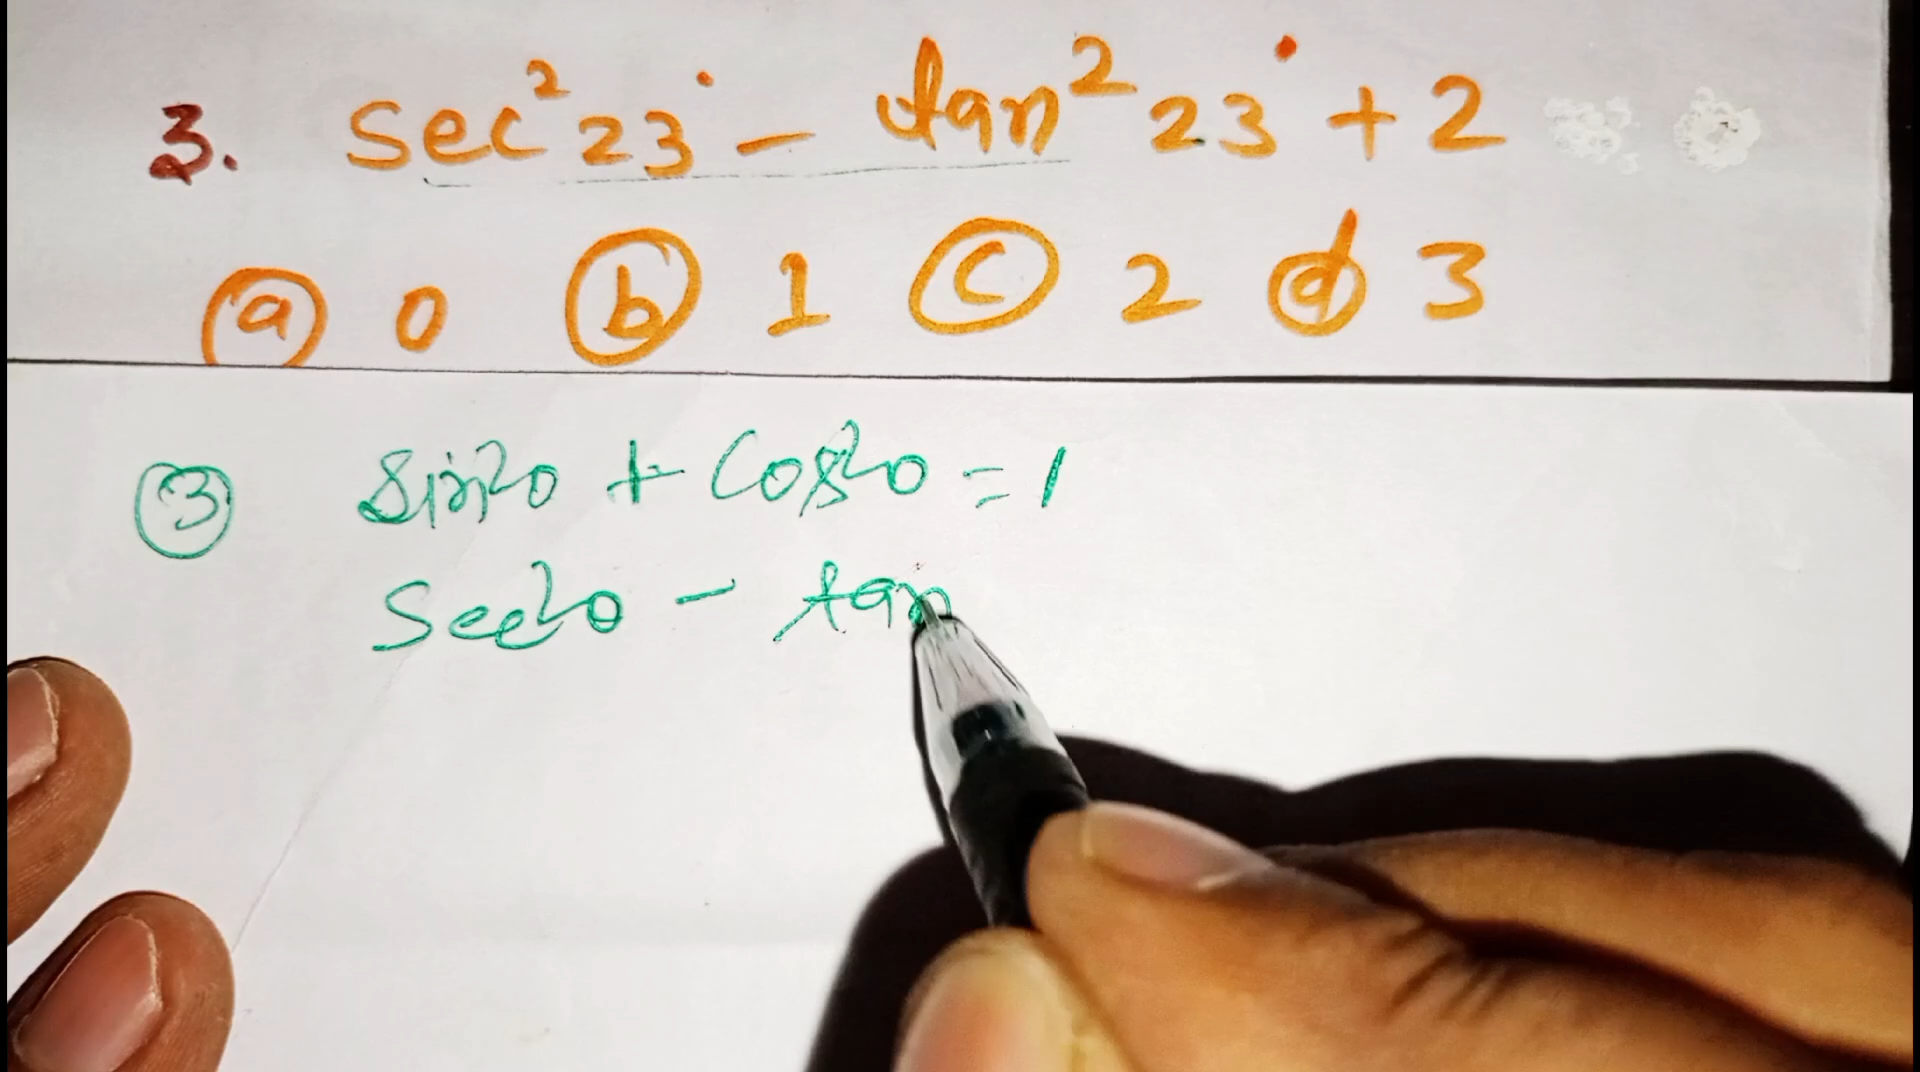 3. sec²23° − tan²23° + 2
ⓐ 0 ⓑ 1 ⓒ 2 ⓓ 3
③ Sin²θ + Cos²θ = 1
Sec²θ − tan